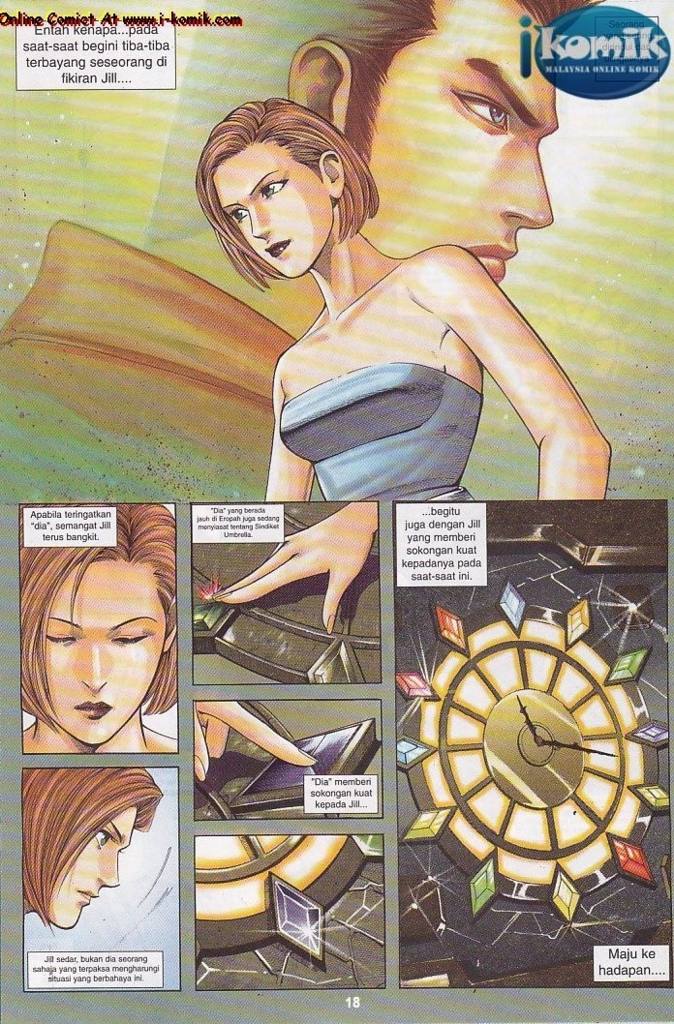 Online Comict At www.i-komik.com
ikomik
MALAYSIA ONLINE KOMIK
Entah kenapa...pada
saat-saat begini tiba-tiba
terbayang seseorang di
fikiran Jill....
Seorang
Apabila teringatkan
"dia", semangat Jill
terus bangkit.
"Dia" yang berada
jauh di Eropah juga sedang
menyiasat tentang Sindiket
Umbrella.
...begitu
juga dengan Jill
yang memberi
sokongan kuat
kepadanya pada
saat-saat ini.
"Dia" memberi
sokongan kuat
kepada Jill...
Jill sedar, bukan dia seorang
sahaja yang terpaksa mengharungi
situasi yang berbahaya ini.
Maju ke
hadapan....
18